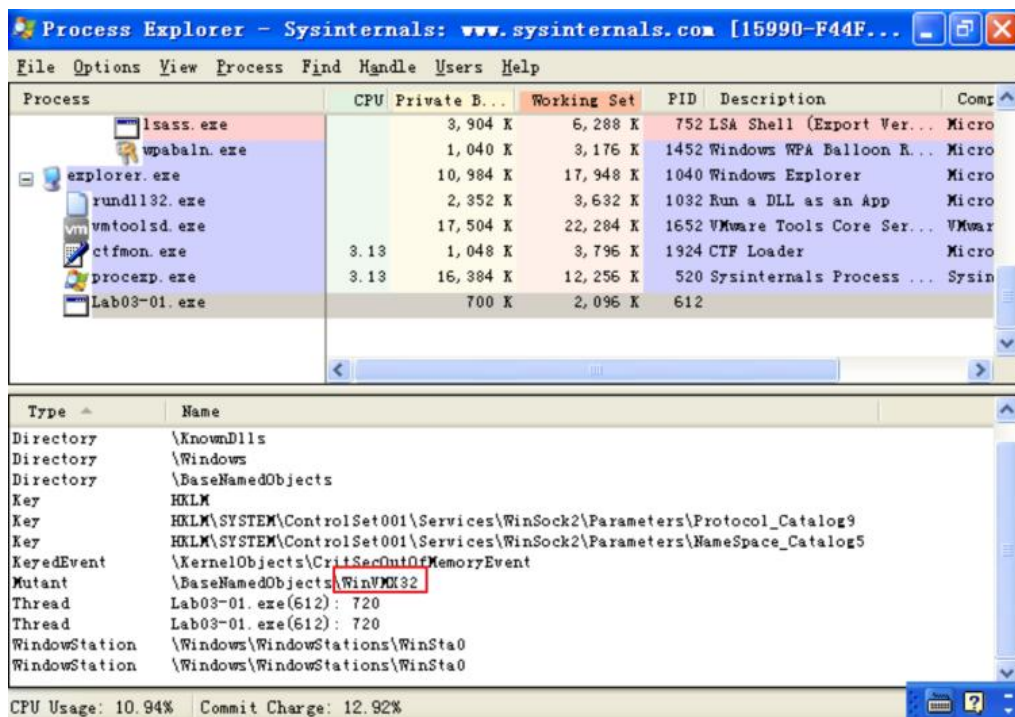 Process Explorer - Sysinternals: www.sysinternals.com [15990-F44F...
File Options View Process Find Handle Users Help
Process CPU Private B... Working Set PID Description Comp
lsass.exe 3,904 K 6,288 K 752 LSA Shell (Export Ver... Micro
wpabaln.exe 1,040 K 3,176 K 1452 Windows WPA Balloon R... Micro
explorer.exe 10,984 K 17,948 K 1040 Windows Explorer Micro
rundll32.exe 2,352 K 3,632 K 1032 Run a DLL as an App Micro
vm vmtoolsd.exe 17,504 K 22,284 K 1652 VMware Tools Core Ser... VMwar
ctfmon.exe 3.13 1,048 K 3,796 K 1924 CTF Loader Micro
procexp.exe 3.13 16,384 K 12,256 K 520 Sysinternals Process ... Sysin
Lab03-01.exe 700 K 2,096 K 612
Type Name
Directory \KnownDlls
Directory \Windows
Directory \BaseNamedObjects
Key HKLM
Key HKLM\SYSTEM\ControlSet001\Services\WinSock2\Parameters\Protocol_Catalog9
Key HKLM\SYSTEM\ControlSet001\Services\WinSock2\Parameters\NameSpace_Catalog5
KeyedEvent \KernelObjects\CritSecOutOfMemoryEvent
Mutant \BaseNamedObjects\WinVMX32
Thread Lab03-01.exe(612): 720
Thread Lab03-01.exe(612): 720
WindowStation \Windows\WindowStations\WinSta0
WindowStation \Windows\WindowStations\WinSta0
CPU Usage: 10.94% Commit Charge: 12.92%